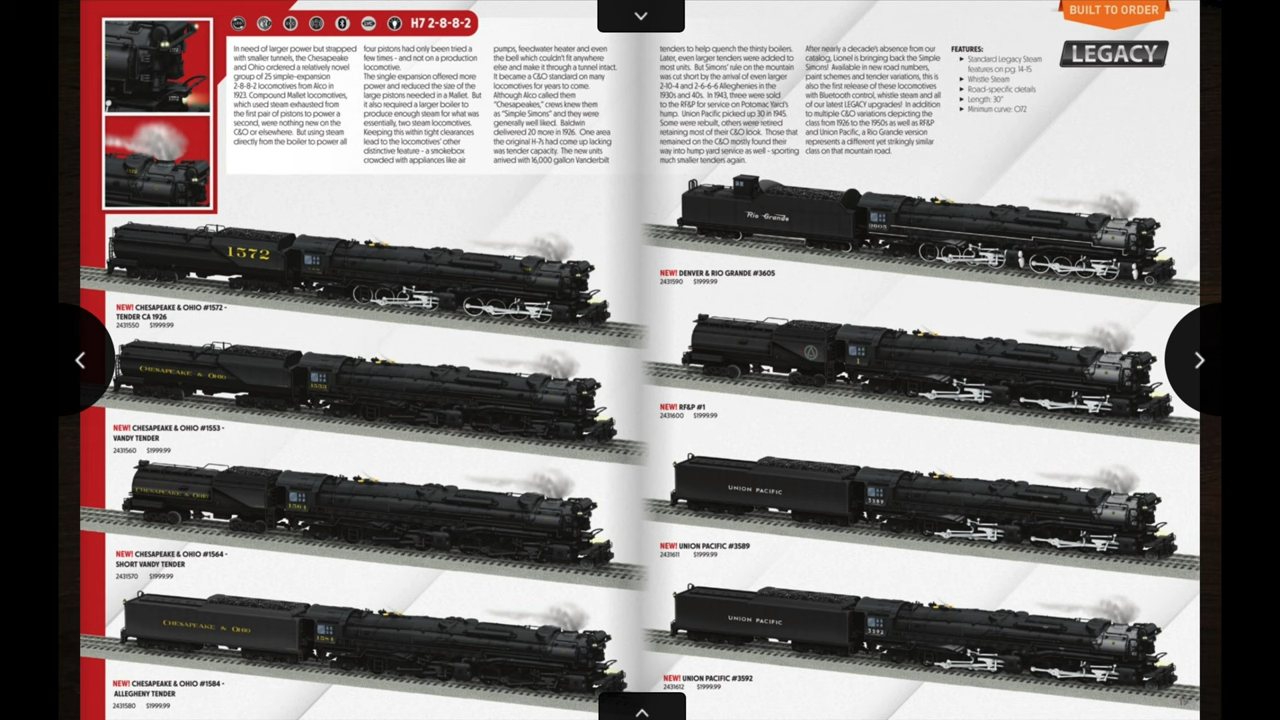 H7 2-8-8-2
BUILT TO ORDER
LEGACY
In need of larger power but strapped
with smaller tunnels, the Chesapeake
and Ohio ordered a relatively novel
group of 25 simple-expansion
2-8-8-2 locomotives from Alco in
1923. Compound Mallet locomotives,
which used steam exhausted from
the first pair of pistons to power a
second, were nothing new on the
C&O or elsewhere. But using steam
directly from the boiler to power all
four pistons had only been tried a
few times - and not on a production
locomotive.
The single expansion offered more
power and reduced the size of the
large pistons needed in a Mallet. But
it also required a larger boiler to
produce enough steam for what was
essentially, two steam locomotives.
Keeping this within tight clearances
lead to the locomotives' other
distinctive feature - a smokebox
crowded with appliances like air
pumps, feedwater heater and even
the bell which couldn't fit anywhere
else and make it through a tunnel intact.
It became a C&O standard on many
locomotives for years to come.
Although Alco called them
"Chesapeakes," crews knew them
as "Simple Simons" and they were
generally well liked. Baldwin
delivered 20 more in 1926. One area
the original H-7s had come up lacking
was tender capacity. The new units
arrived with 16,000 gallon Vanderbilt
tenders to help quench the thirsty boilers.
Later, even larger tenders were added to
most units. But Simons' rule on the mountain
was cut short by the arrival of even larger
2-10-4 and 2-6-6-6 Alleghenies in the
1930s and 40s. In 1943, three were sold
to the RF&P for service on Potomac Yard's
hump. Union Pacific picked up 30 in 1945.
Some were rebuilt, others were retired
retaining most of their C&O look. Those that
remained on the C&O mostly found their
way into hump yard service as well - sporting
much smaller tenders again.
After nearly a decade's absence from our
catalog, Lionel is bringing back the Simple
Simons! Available in new road numbers,
paint schemes and tender variations, this is
also the first release of these locomotives
with Bluetooth control, whistle steam and all
of our latest LEGACY upgrades! In addition
to multiple C&O variations depicting the
class from 1926 to the 1950s as well as RF&P
and Union Pacific, a Rio Grande version
represents a different yet strikingly similar
class on that mountain road.
FEATURES:
► Standard Legacy Steam
features on pg. 14-15
► Whistle Steam
► Road-specific details
► Length: 30"
► Minimum curve: O72
1572
NEW! CHESAPEAKE & OHIO #1572 -
TENDER CA 1926
2431550 $1999.99
CHESAPEAKE & OHIO
1553
NEW! CHESAPEAKE & OHIO #1553 -
VANDY TENDER
2431560 $1999.99
CHESAPEAKE & OHIO
1564
NEW! CHESAPEAKE & OHIO #1564 -
SHORT VANDY TENDER
2431570 $1999.99
CHESAPEAKE & OHIO
1584
NEW! CHESAPEAKE & OHIO #1584 -
ALLEGHENY TENDER
2431580 $1999.99
Rio Grande
3605
NEW! DENVER & RIO GRANDE #3605
2431590 $1999.99
1
NEW! RF&P #1
2431600 $1999.99
UNION PACIFIC
3589
NEW! UNION PACIFIC #3589
2431611 $1999.99
UNION PACIFIC
3592
NEW! UNION PACIFIC #3592
2431612 $1999.99